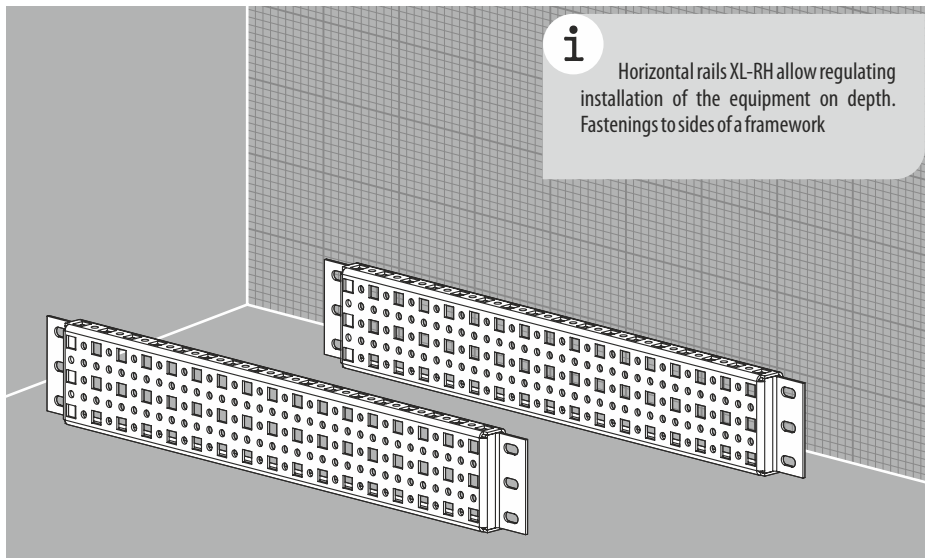 i
Horizontal rails XL-RH allow regulating
installation of the equipment on depth.
Fastenings to sides of a framework